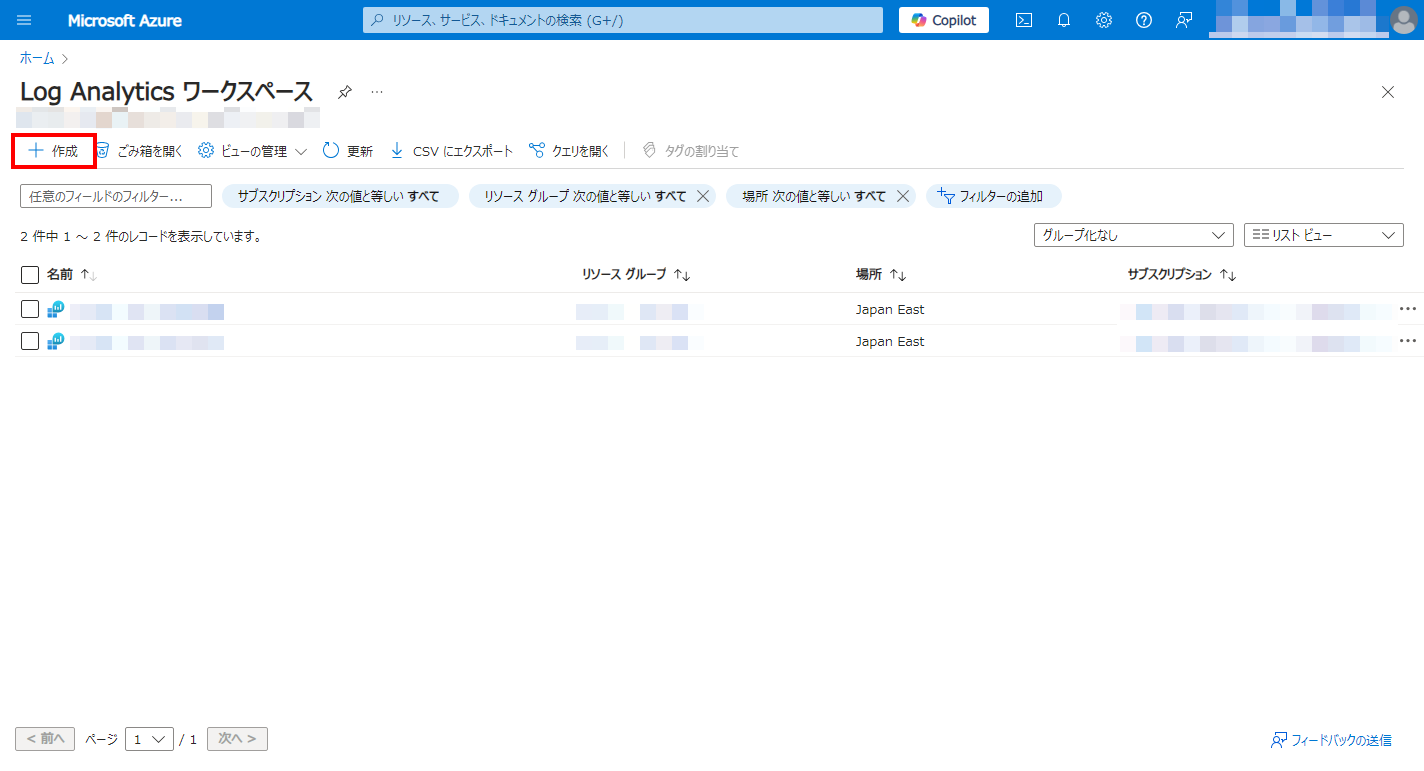 Microsoft Azure
リソース、サービス、ドキュメントの検索 (G+/)
Copilot
ホーム
Log Analytics ワークスペース
作成 ごみ箱を開く ビューの管理 更新 CSV にエクスポート クエリを開く タグの割り当て
任意のフィールドのフィルター... サブスクリプション 次の値と等しい すべて リソース グループ 次の値と等しい すべて 場所 次の値と等しい すべて フィルターの追加
2 件中 1 ～ 2 件のレコードを表示しています。 グループ化なし リスト ビュー
名前 リソース グループ 場所 サブスクリプション
Japan East
Japan East
< 前へ ページ 1 / 1 次へ > フィードバックの送信